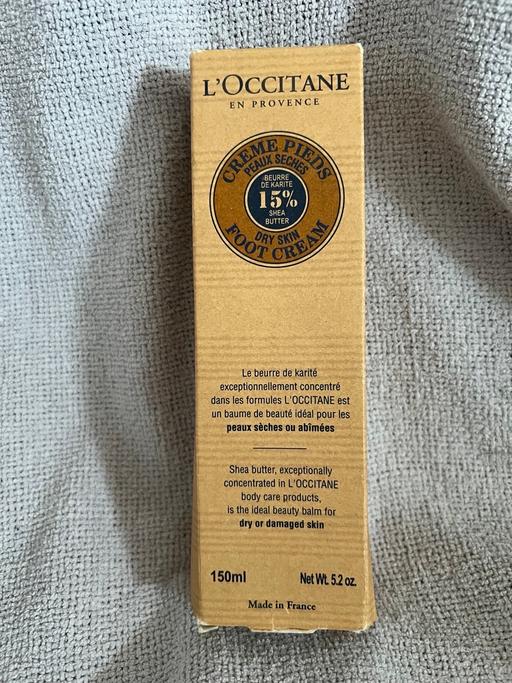 L'OCCITANE
EN PROVENCE
CREME PIEDS
PEAUX SECHES
BEURRE
DE KARITE
15%
SHEA
BUTTER
DRY SKIN
FOOT CREAM
Le beurre de karité
exceptionnellement concentré
dans les formules L'OCCITANE est
un baume de beauté idéal pour les
peaux sèches ou abîmées
Shea butter, exceptionally
concentrated in L'OCCITANE
body care products,
is the ideal beauty balm for
dry or damaged skin
150ml Net Wt. 5.2 oz.
Made in France